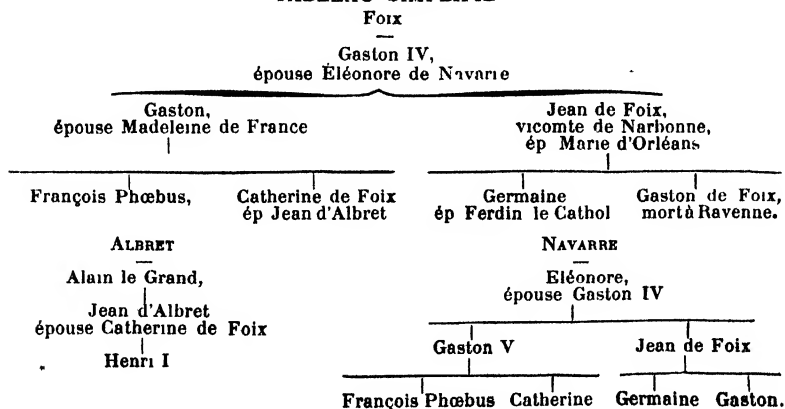 Foix
Gaston IV,
épouse Éléonore de Navarre
Gaston,
épouse Madeleine de France
Jean de Foix,
vicomte de Narbonne,
ép Marie d'Orléans
François Phœbus,
Catherine de Foix
ép Jean d'Albret
Germaine
ép Ferdin le Cathol
Gaston de Foix,
mort à Ravenne.
ALBRET
Alain le Grand,
Jean d'Albret
épouse Catherine de Foix
Henri I
NAVARRE
Eléonore,
épouse Gaston IV
Gaston V
Jean de Foix
François Phœbus
Catherine
Germaine
Gaston.